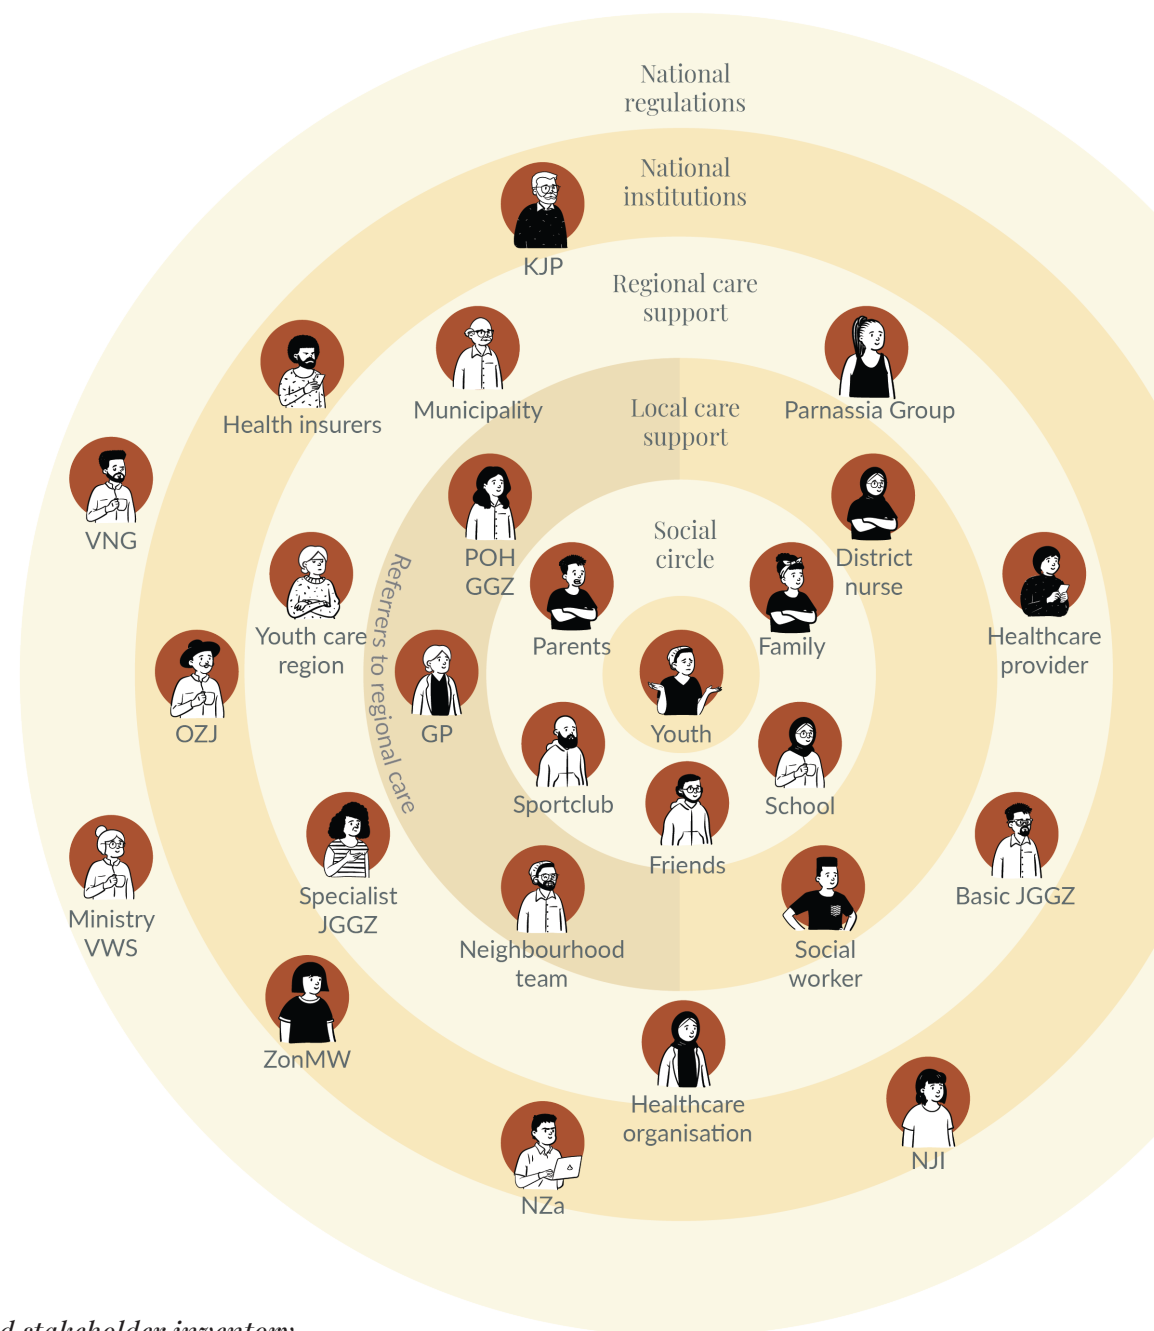 National
regulations
National
institutions
KJP
Regional care
support
Municipality
Parnassia Group
Health insurers
Local care
support
VNG
POH
GGZ
Social
circle
District
nurse
Youth care
region
Referrers to regional care
Parents
Family
Healthcare
provider
OZJ
GP
Youth
Sportclub
School
Friends
Ministry
VWS
Specialist
JGGZ
Basic JGGZ
Neighbourhood
team
Social
worker
ZonMW
Healthcare
organisation
NJI
NZa
stakeholder inventory